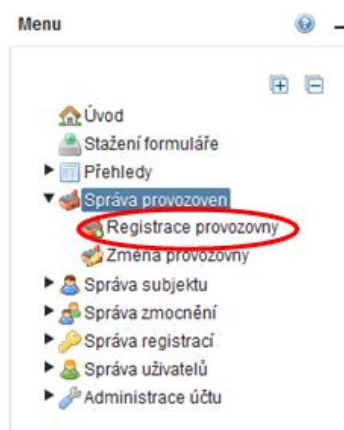 Menu
Úvod
Stažení formuláře
Přehledy
Správa provozoven
Registrace provozovny
Změna provozovny
Správa subjektu
Správa zmocnění
Správa registrací
Správa uživatelů
Administrace účtu